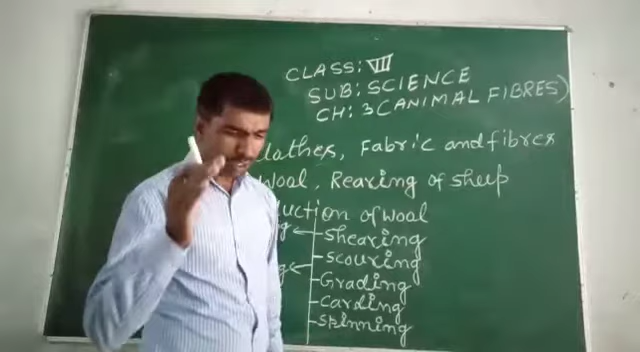 CLASS: VII
SUB: SCIENCE
CH: 3 (ANIMAL FIBRES)
lothes, Fabric and fibres
Wool, Rearing of sheep
uction of wool
g ← Shearing
g ← Scouring
Grading
Carding
Spinning